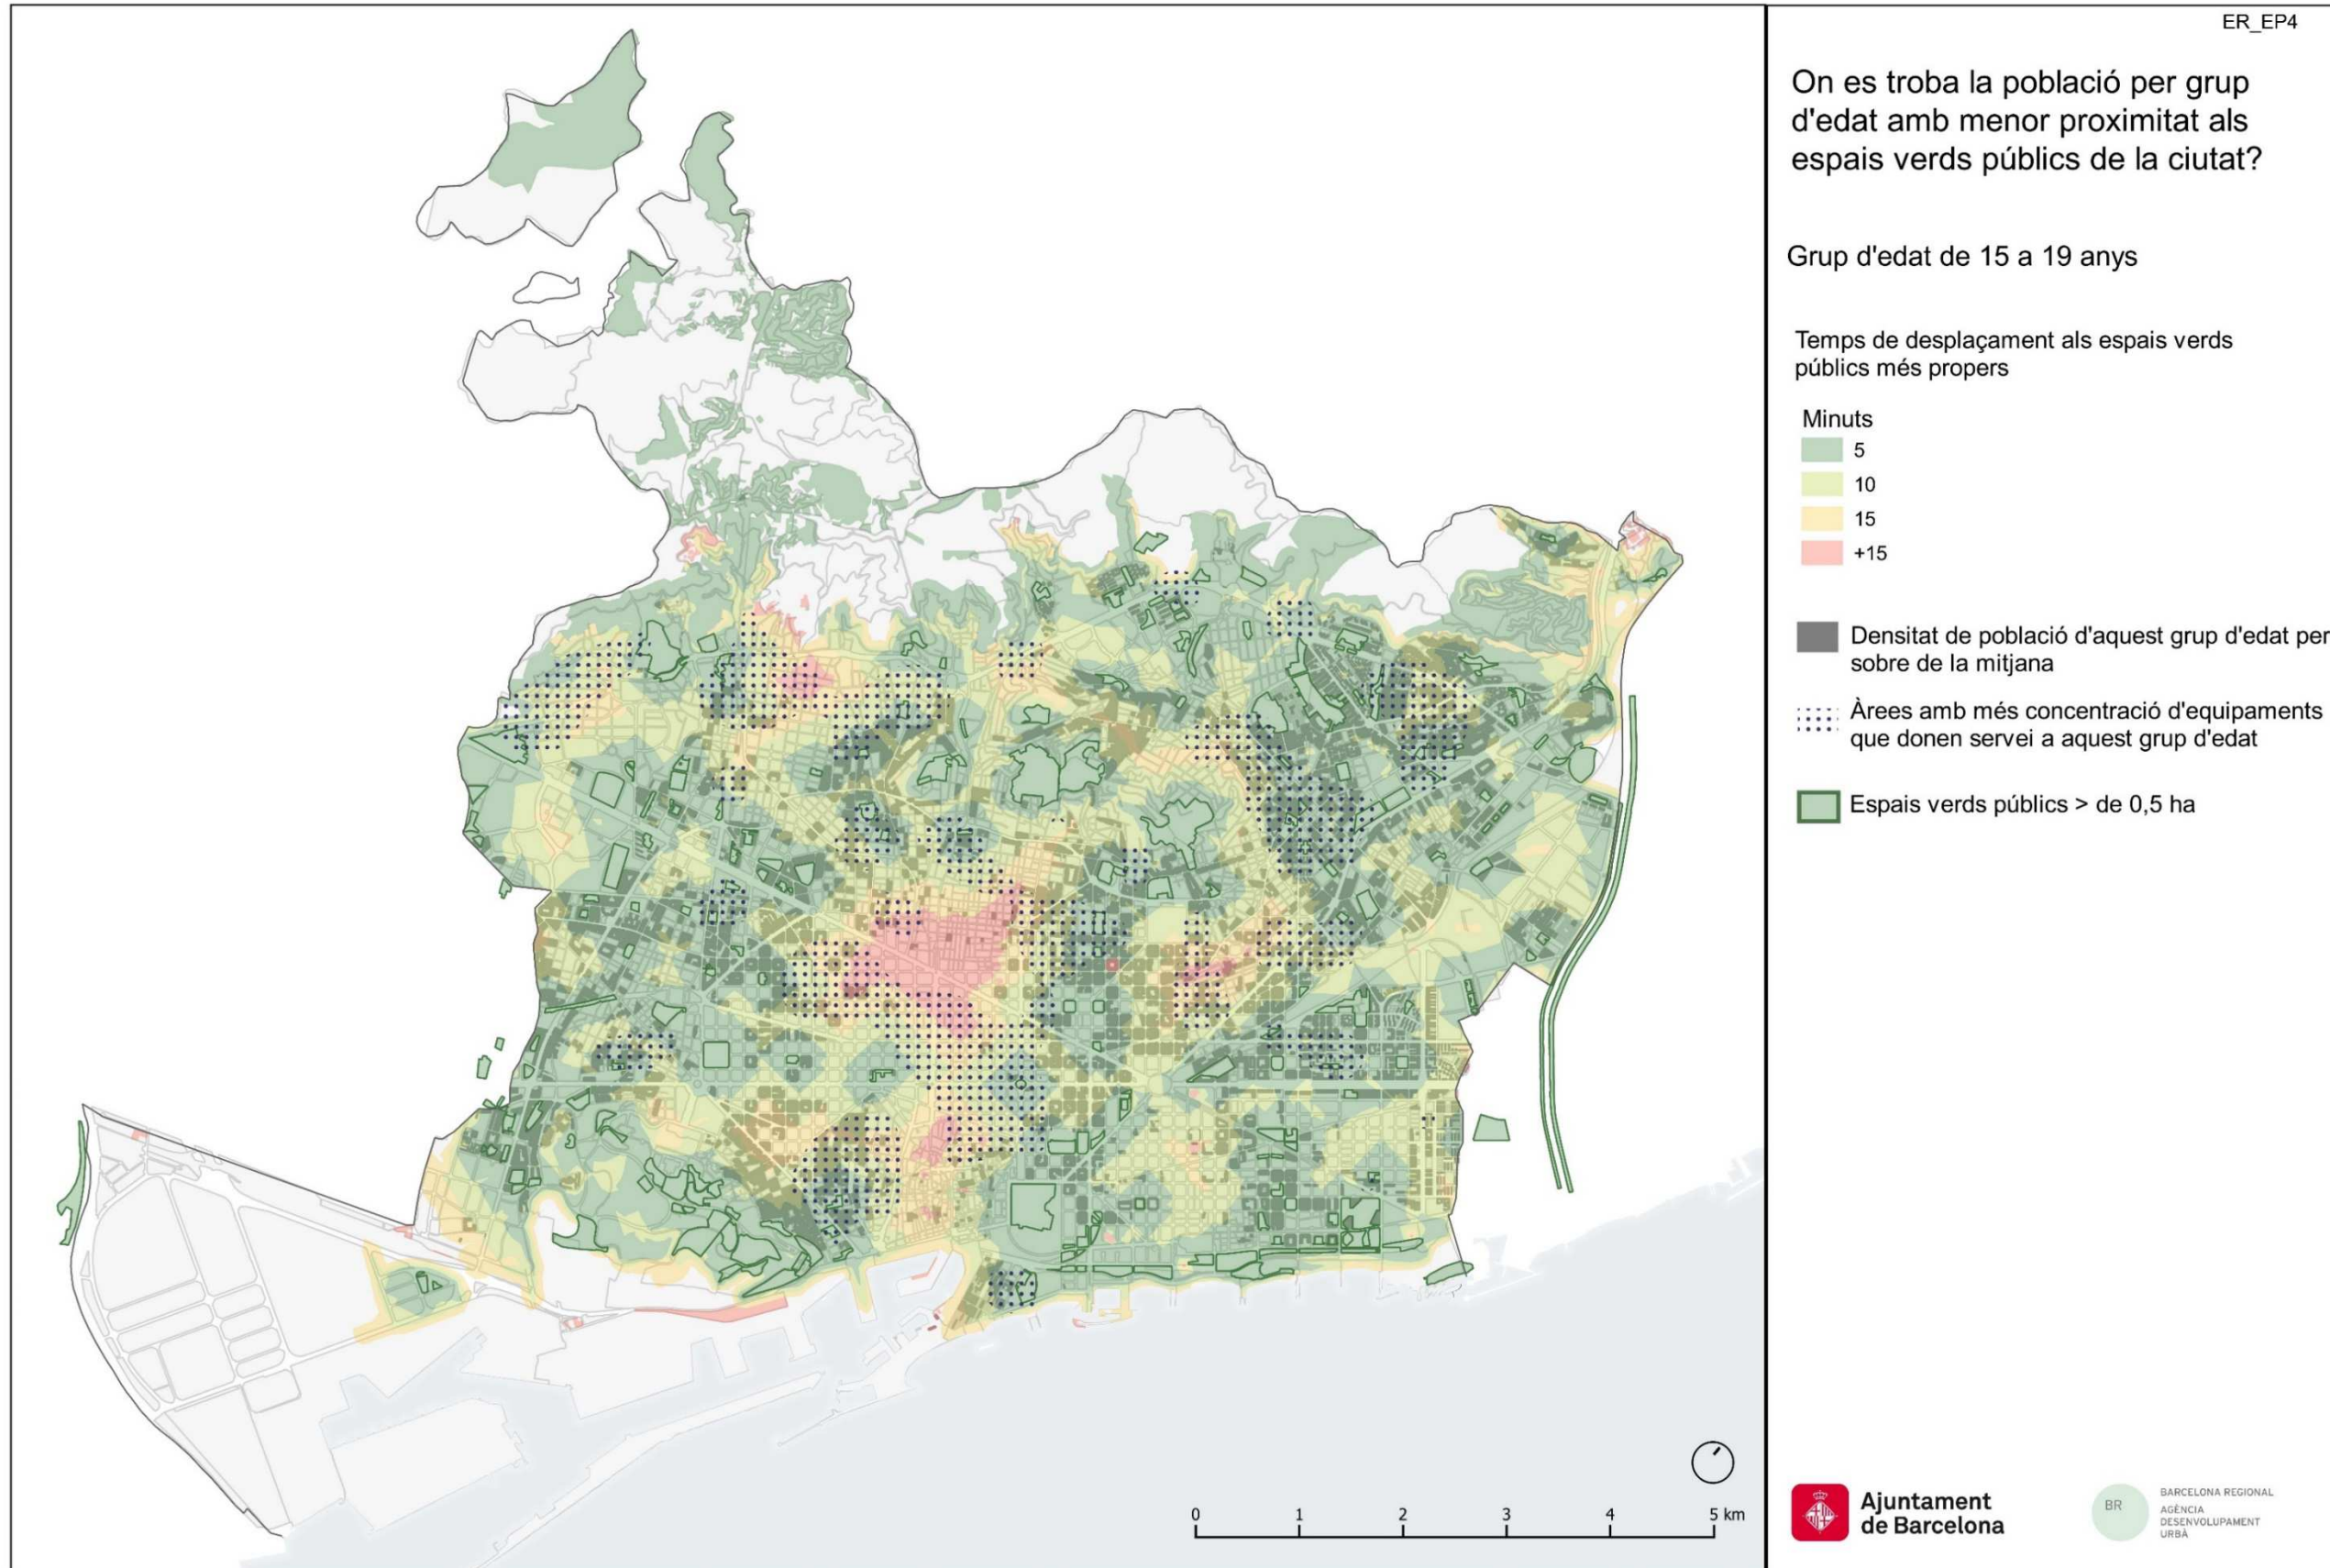 ER_EP4
On es troba la població per grup
d'edat amb menor proximitat als
espais verds públics de la ciutat?
Grup d'edat de 15 a 19 anys
Temps de desplaçament als espais verds
públics més propers
Minuts
5
10
15
+15
Densitat de població d'aquest grup d'edat per
sobre de la mitjana
Àrees amb més concentració d'equipaments
que donen servei a aquest grup d'edat
Espais verds públics > de 0,5 ha
0 1 2 3 4 5 km
Ajuntament
de Barcelona
BR
BARCELONA REGIONAL
AGÈNCIA
DESENVOLUPAMENT
URBÀ